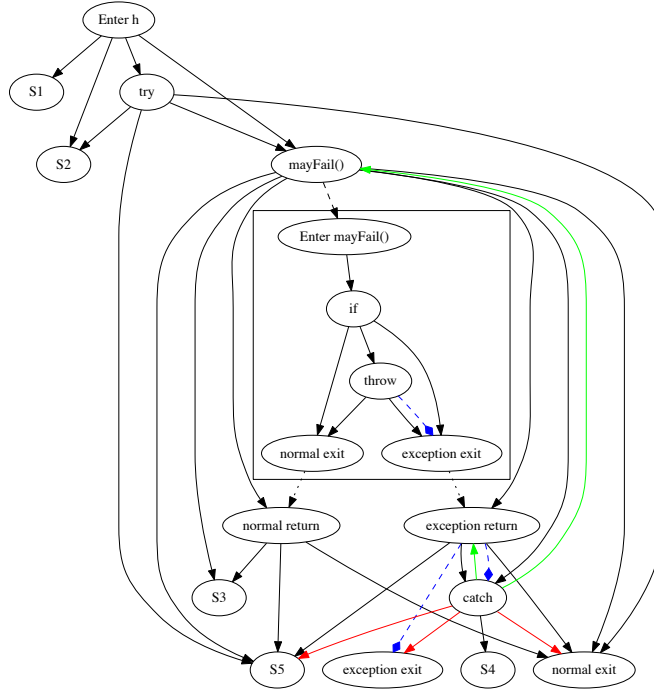 Enter h
S1
try
S2
mayFail()
Enter mayFail()
if
throw
normal exit
exception exit
normal return
exception return
S3
catch
S5
exception exit
S4
normal exit